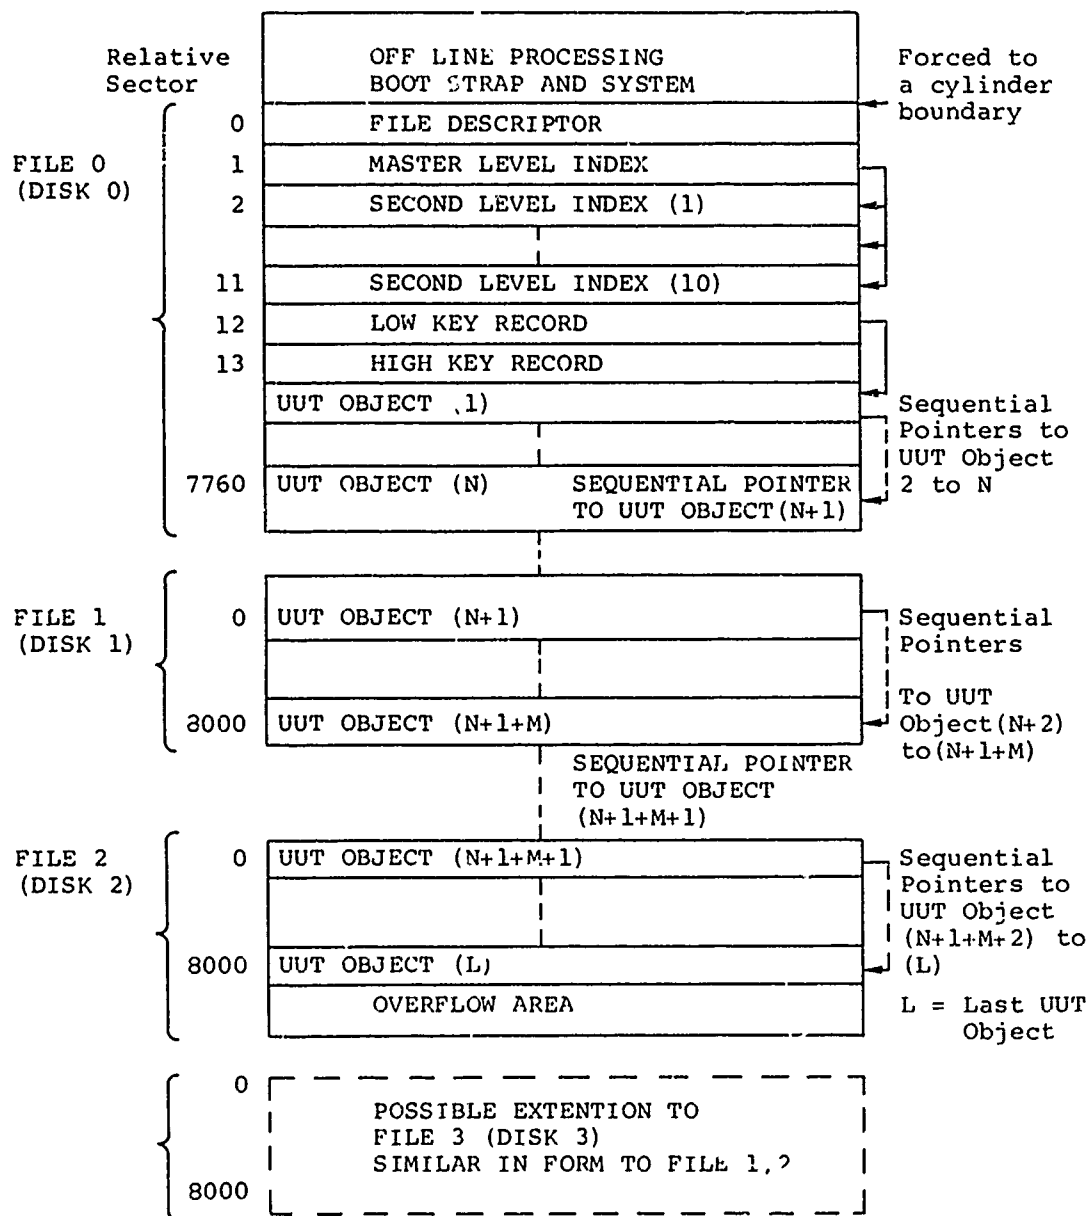 Relative
Sector
OFF LINE PROCESSING
BOOT STRAP AND SYSTEM
Forced to
a cylinder
boundary
FILE 0
(DISK 0)
0 FILE DESCRIPTOR
1 MASTER LEVEL INDEX
2 SECOND LEVEL INDEX (1)
11 SECOND LEVEL INDEX (10)
12 LOW KEY RECORD
13 HIGH KEY RECORD
UUT OBJECT (1)
Sequential
Pointers to
UUT Object
2 to N
7760 UUT OBJECT (N)
SEQUENTIAL POINTER
TO UUT OBJECT(N+1)
FILE 1
(DISK 1)
0 UUT OBJECT (N+1)
Sequential
Pointers
To UUT
Object(N+2)
to(N+1+M)
8000 UUT OBJECT (N+1+M)
SEQUENTIAL POINTER
TO UUT OBJECT
(N+1+M+1)
FILE 2
(DISK 2)
0 UUT OBJECT (N+1+M+1)
Sequential
Pointers to
UUT Object
(N+1+M+2) to
(L)
8000 UUT OBJECT (L)
OVERFLOW AREA
L = Last UUT
Object
0
POSSIBLE EXTENTION TO
FILE 3 (DISK 3)
SIMILAR IN FORM TO FILE 1,2
8000